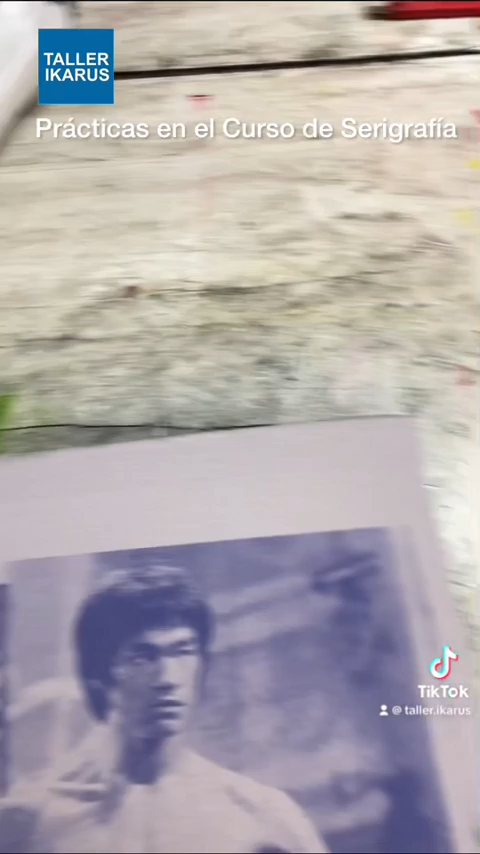 TALLER
IKARUS
Prácticas en el Curso de Serigrafía
TikTok
@ taller.ikarus